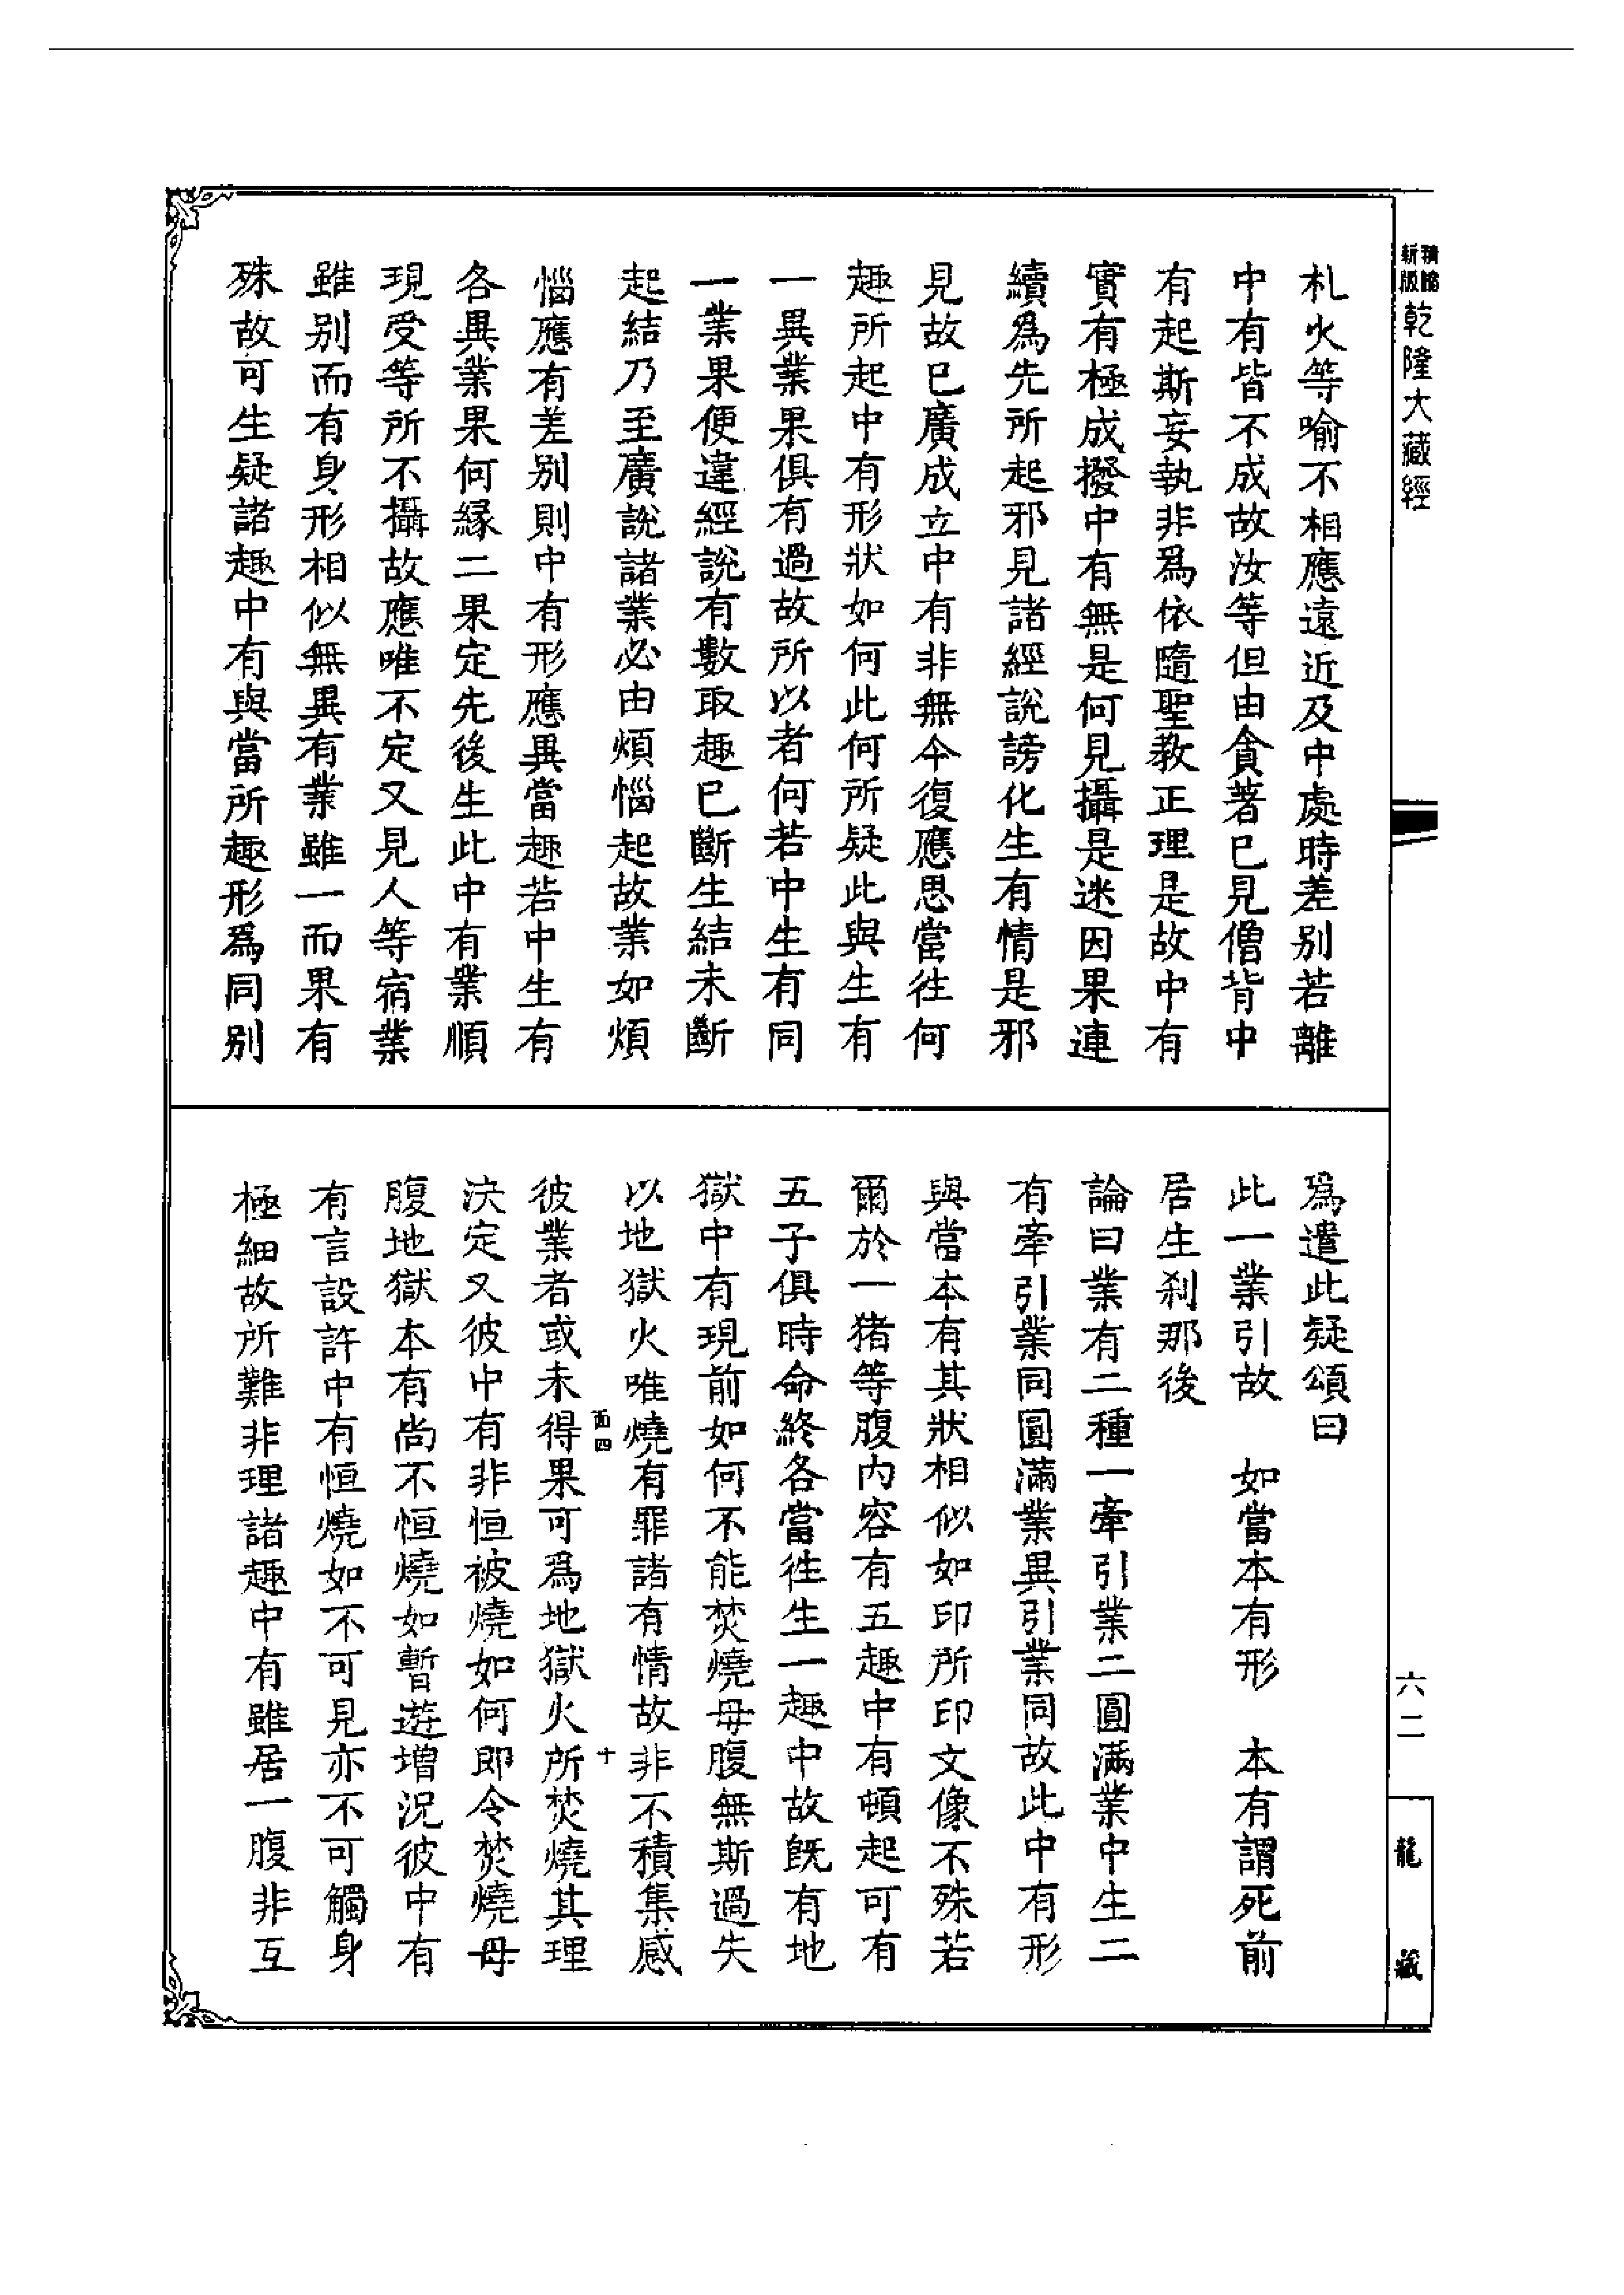 新版
精縮
乾隆大藏經
札火等喻不相應遠近及中處時差别若離
中有皆不成故汝等但由貪著已見僧背中
有起斯妄執非爲依隨聖教正理是故中有
實有極成撥中有無是何見攝是迷因果連
續爲先所起邪見諸經説謗化生有情是邪
見故已廣成立中有非無今復應思當往何
趣所起中有形狀如何此何所疑此與生有
一異業果俱有過故所以者何若中生有同
一業果便違經説有數取趣已斷生結未斷
起結乃至廣説諸業必由煩惱起故業如煩
惱應有差别則中有形應異當趣若中生有
各異業果何緣二果定先後生此中有業順
現受等所不攝故應唯不定又見人等宿業
雖别而有身形相似無異有業雖一而果有
殊故可生疑諸趣中有與當所趣形爲同别
爲遣此疑頌曰
此一業引故　如當本有形　本有謂死前
居生刹那後
論曰業有二種一牽引業二圓滿業中生二
有牽引業同圓滿業異引業同故此中有形
與當本有其狀相似如印所印文像不殊若
爾於一猪等腹内容有五趣中有頓起可有
五子俱時命終各當徃生一趣中故旣有地
獄中有現前如何不能焚燒母腹無斯過失
以地獄火唯燒有罪諸有情故非不積集感
面四
十
彼業者或未得果可爲地獄火所焚燒其理
决定又彼中有非恒被燒如何即令焚燒母
腹地獄本有尚不恒燒如暫遊增況彼中有
有言設許中有恒燒如不可見亦不可觸身
極細故所難非理諸趣中有雖居一腹非互
六二
龍藏